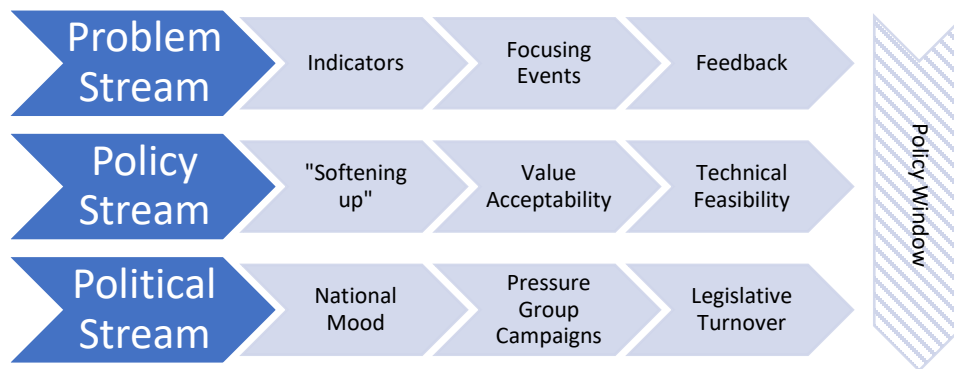 Problem
Stream
Indicators
Focusing
Events
Feedback
Policy
Stream
"Softening
up"
Value
Acceptability
Technical
Feasibility
Political
Stream
National
Mood
Pressure
Group
Campaigns
Legislative
Turnover
Policy Window